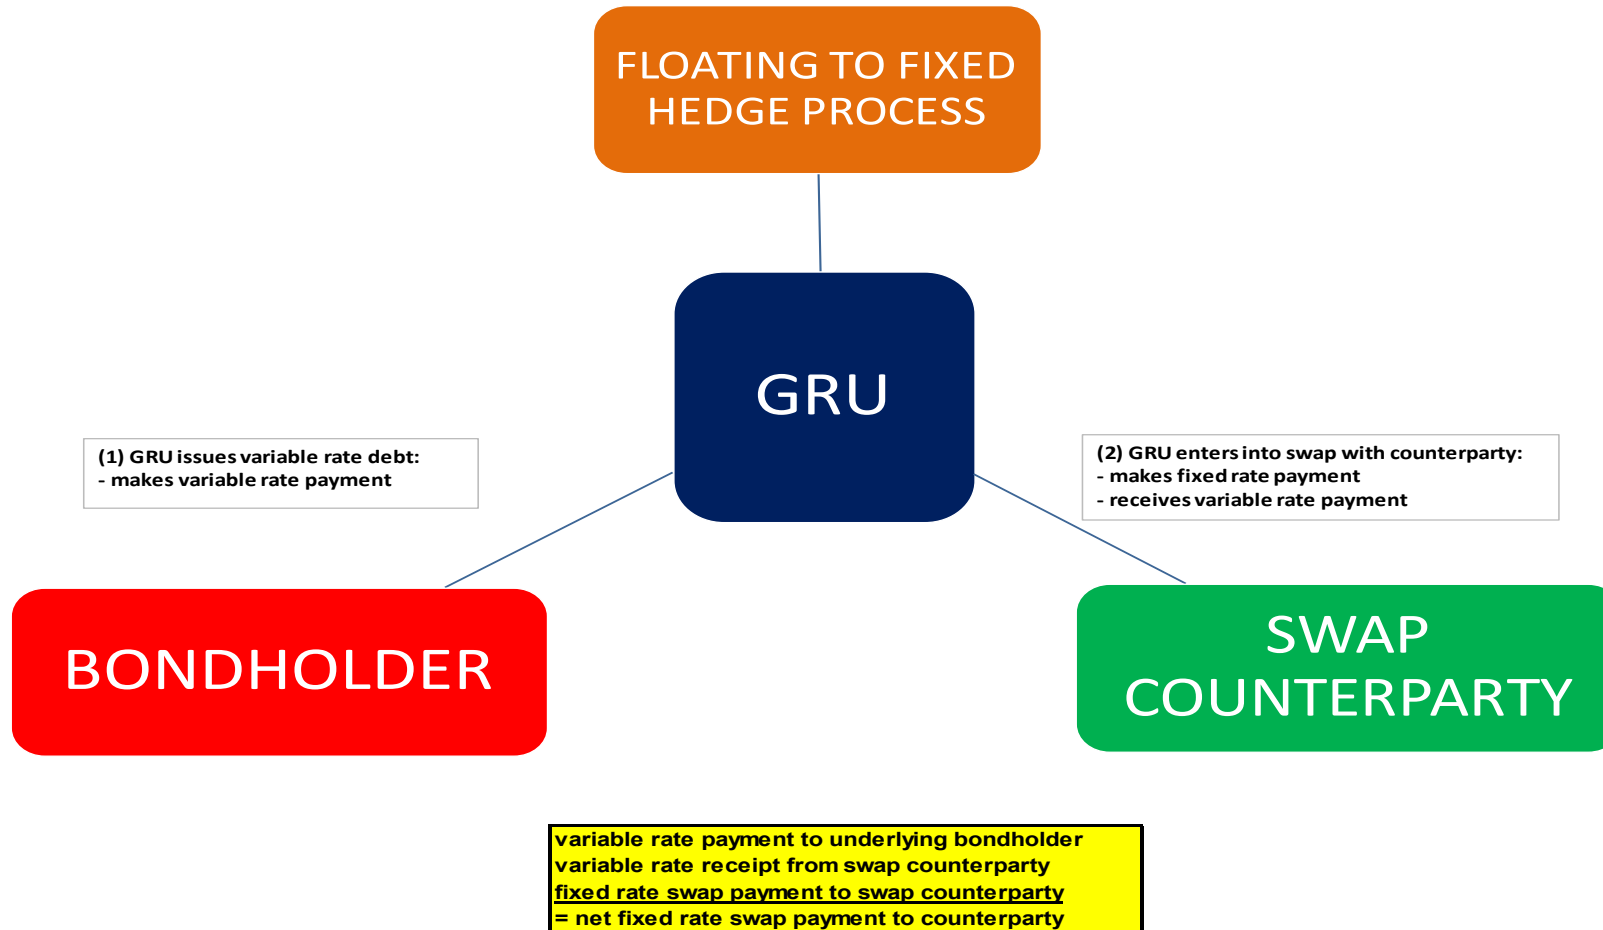 FLOATING TO FIXED
HEDGE PROCESS
GRU
(1) GRU issues variable rate debt:
- makes variable rate payment
(2) GRU enters into swap with counterparty:
- makes fixed rate payment
- receives variable rate payment
BONDHOLDER
SWAP
COUNTERPARTY
variable rate payment to underlying bondholder
variable rate receipt from swap counterparty
fixed rate swap payment to swap counterparty
= net fixed rate swap payment to counterparty